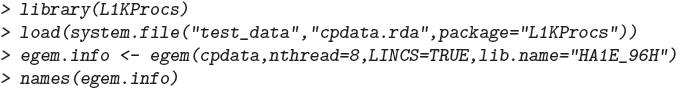 > library(L1KProcs)
> load(system.file("test_data","cpdata.rda",package="L1KProcs"))
> egem.info <- egem(cpdata,nthread=8,LINCS=TRUE,lib.name="HA1E_96H")
> names(egem.info)